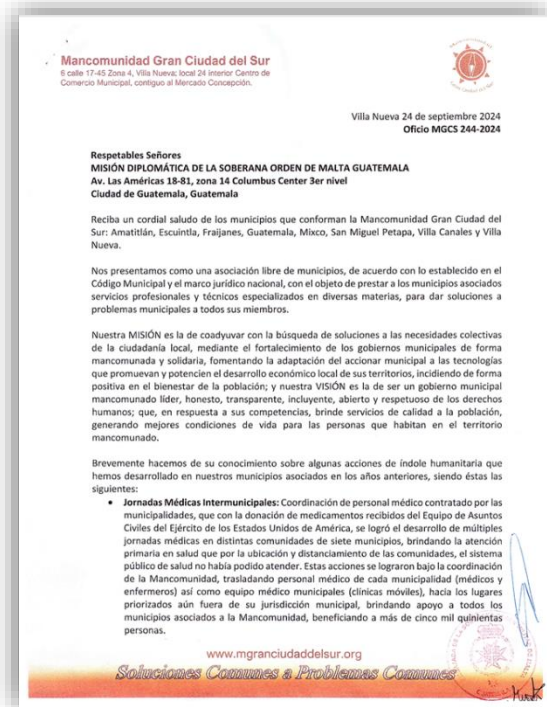 Mancomunidad Gran Ciudad del Sur
6 calle 17-45 Zona 4, Villa Nueva; local 24 interior Centro de
Comercio Municipal, contiguo al Mercado Concepción.
Villa Nueva 24 de septiembre 2024
Oficio MGCS 244-2024
Respetables Señores
MISIÓN DIPLOMÁTICA DE LA SOBERANA ORDEN DE MALTA GUATEMALA
Av. Las Américas 18-81, zona 14 Columbus Center 3er nivel
Ciudad de Guatemala, Guatemala
Reciba un cordial saludo de los municipios que conforman la Mancomunidad Gran Ciudad del
Sur: Amatitlán, Escuintla, Fraijanes, Guatemala, Mixco, San Miguel Petapa, Villa Canales y Villa
Nueva.
Nos presentamos como una asociación libre de municipios, de acuerdo con lo establecido en el
Código Municipal y el marco jurídico nacional, con el objeto de prestar a los municipios asociados
servicios profesionales y técnicos especializados en diversas materias, para dar soluciones a
problemas municipales a todos sus miembros.
Nuestra MISIÓN es la de coadyuvar con la búsqueda de soluciones a las necesidades colectivas
de la ciudadanía local, mediante el fortalecimiento de los gobiernos municipales de forma
mancomunada y solidaria, fomentando la adaptación del accionar municipal a las tecnologías
que promuevan y potencien el desarrollo económico local de sus territorios, incidiendo de forma
positiva en el bienestar de la población; y nuestra VISIÓN es la de ser un gobierno municipal
mancomunado líder, honesto, transparente, incluyente, abierto y respetuoso de los derechos
humanos; que, en respuesta a sus competencias, brinde servicios de calidad a la población,
generando mejores condiciones de vida para las personas que habitan en el territorio
mancomunado.
Brevemente hacemos de su conocimiento sobre algunas acciones de índole humanitaria que
hemos desarrollado en nuestros municipios asociados en los años anteriores, siendo éstas las
siguientes:
• Jornadas Médicas Intermunicipales: Coordinación de personal médico contratado por las
municipalidades, que con la donación de medicamentos recibidos del Equipo de Asuntos
Civiles del Ejército de los Estados Unidos de América, se logró el desarrollo de múltiples
jornadas médicas en distintas comunidades de siete municipios, brindando la atención
primaria en salud que por la ubicación y distanciamiento de las comunidades, el sistema
público de salud no había podido atender. Estas acciones se lograron bajo la coordinación
de la Mancomunidad, trasladando personal médico de cada municipalidad (médicos y
enfermeros) así como equipo médico municipales (clínicas móviles), hacia los lugares
priorizados aún fuera de su jurisdicción municipal, brindando apoyo a todos los
municipios asociados a la Mancomunidad, beneficiando a más de cinco mil quinientas
personas.
www.mgranciudaddelsur.org
Soluciones Comunes a Problemas Comunes